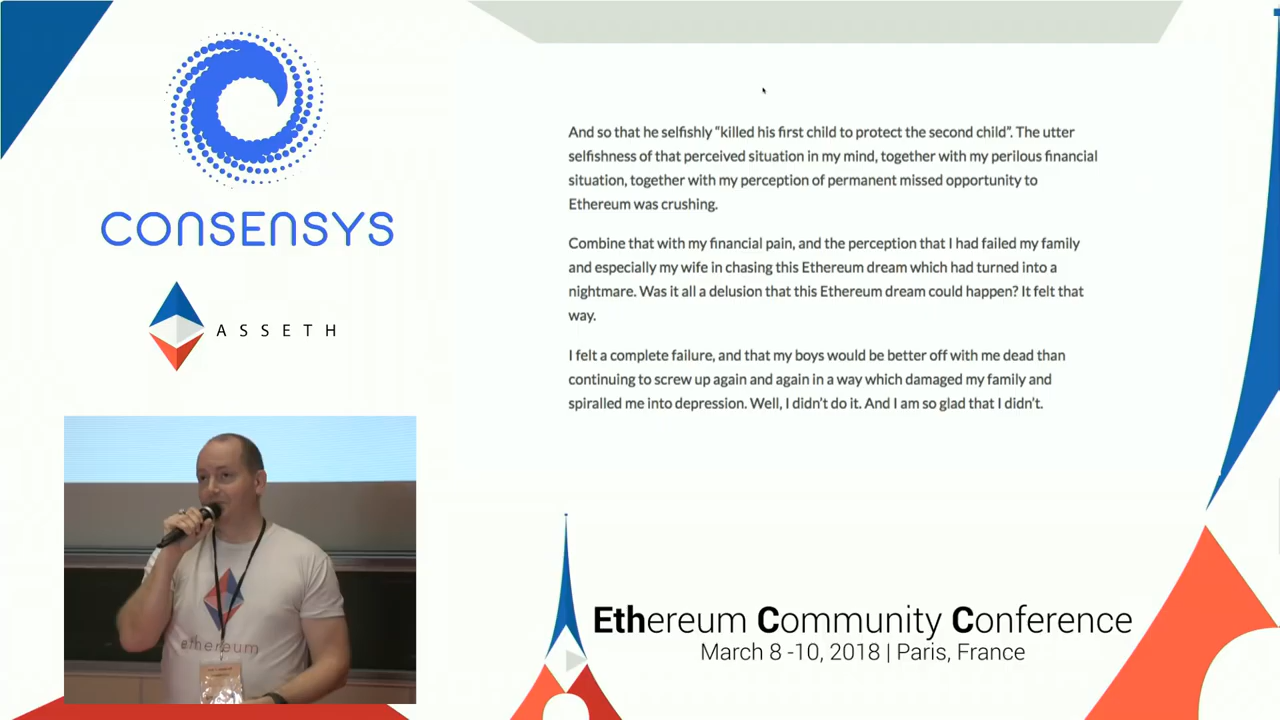 CONSENSYS
ASSETH
And so that he selfishly “killed his first child to protect the second child”. The utter
selfishness of that perceived situation in my mind, together with my perilous financial
situation, together with my perception of permanent missed opportunity to
Ethereum was crushing.
Combine that with my financial pain, and the perception that I had failed my family
and especially my wife in chasing this Ethereum dream which had turned into a
nightmare. Was it all a delusion that this Ethereum dream could happen? It felt that
way.
I felt a complete failure, and that my boys would be better off with me dead than
continuing to screw up again and again in a way which damaged my family and
spiralled me into depression. Well, I didn’t do it. And I am so glad that I didn’t.
ethereum
Ethereum Community Conference
March 8 -10, 2018 | Paris, France